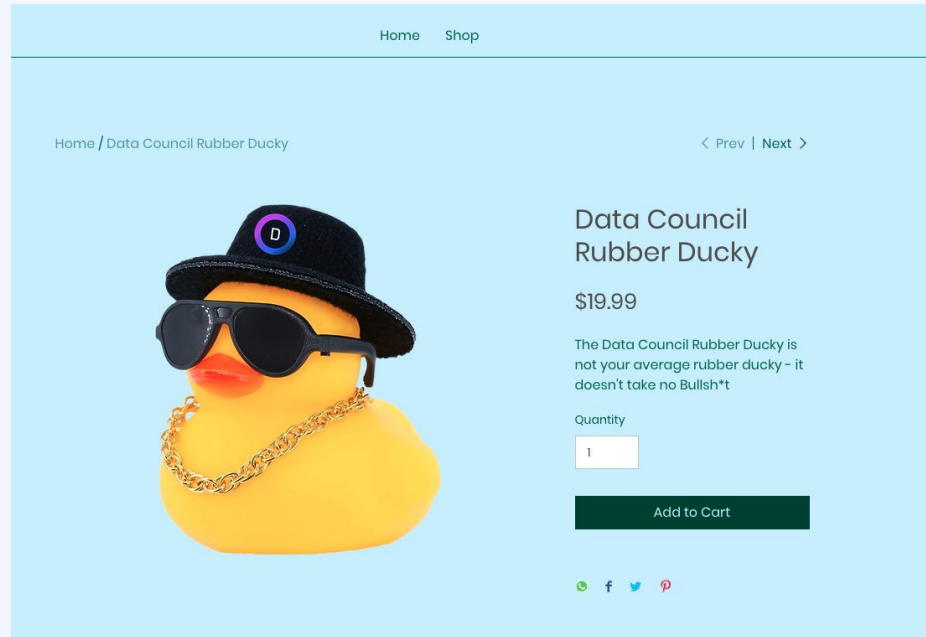 Home Shop
Home / Data Council Rubber Ducky
< Prev | Next >
D
Data Council
Rubber Ducky
$19.99
The Data Council Rubber Ducky is
not your average rubber ducky - it
doesn't take no Bullsh*t
Quantity
1
Add to Cart